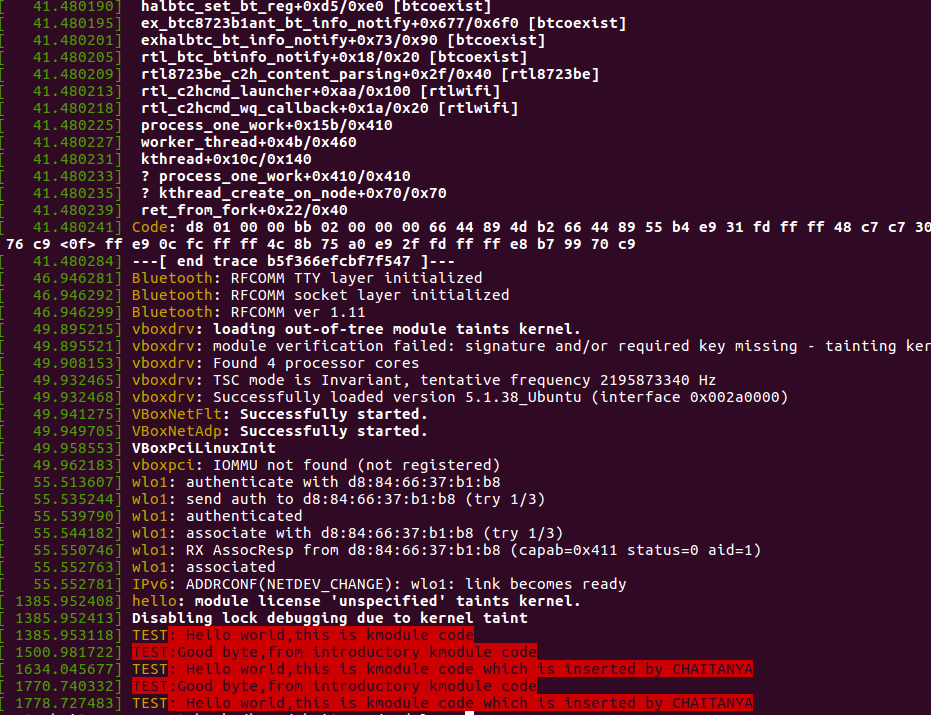 [   41.480190]  halbtc_set_bt_reg+0xd5/0xe0 [btcoexist]
[   41.480195]  ex_btc8723b1ant_bt_info_notify+0x677/0x6f0 [btcoexist]
[   41.480201]  exhalbtc_bt_info_notify+0x73/0x90 [btcoexist]
[   41.480205]  rtl_btc_btinfo_notify+0x18/0x20 [btcoexist]
[   41.480209]  rtl8723be_c2h_content_parsing+0x2f/0x40 [rtl8723be]
[   41.480213]  rtl_c2hcmd_launcher+0xaa/0x100 [rtlwifi]
[   41.480218]  rtl_c2hcmd_wq_callback+0x1a/0x20 [rtlwifi]
[   41.480225]  process_one_work+0x15b/0x410
[   41.480227]  worker_thread+0x4b/0x460
[   41.480231]  kthread+0x10c/0x140
[   41.480233]  ? process_one_work+0x410/0x410
[   41.480235]  ? kthread_create_on_node+0x70/0x70
[   41.480239]  ret_from_fork+0x22/0x40
[   41.480241] Code: d8 01 00 00 bb 02 00 00 00 66 44 89 4d b2 66 44 89 55 b4 e9 31 fd ff ff 48 c7 c7 30
76 c9 <0f> ff e9 0c fc ff ff 4c 8b 75 a0 e9 2f fd ff ff e8 b7 99 70 c9
[   41.480284] ---[ end trace b5f366efcbf7f547 ]---
[   46.946281] Bluetooth: RFCOMM TTY layer initialized
[   46.946292] Bluetooth: RFCOMM socket layer initialized
[   46.946299] Bluetooth: RFCOMM ver 1.11
[   49.895215] vboxdrv: loading out-of-tree module taints kernel.
[   49.895521] vboxdrv: module verification failed: signature and/or required key missing - tainting ker
[   49.908153] vboxdrv: Found 4 processor cores
[   49.932465] vboxdrv: TSC mode is Invariant, tentative frequency 2195873340 Hz
[   49.932468] vboxdrv: Successfully loaded version 5.1.38_Ubuntu (interface 0x002a0000)
[   49.941275] VBoxNetFlt: Successfully started.
[   49.949705] VBoxNetAdp: Successfully started.
[   49.958553] VBoxPciLinuxInit
[   49.962183] vboxpci: IOMMU not found (not registered)
[   55.513607] wlo1: authenticate with d8:84:66:37:b1:b8
[   55.535244] wlo1: send auth to d8:84:66:37:b1:b8 (try 1/3)
[   55.539790] wlo1: authenticated
[   55.544182] wlo1: associate with d8:84:66:37:b1:b8 (try 1/3)
[   55.550746] wlo1: RX AssocResp from d8:84:66:37:b1:b8 (capab=0x411 status=0 aid=1)
[   55.552763] wlo1: associated
[   55.552781] IPv6: ADDRCONF(NETDEV_CHANGE): wlo1: link becomes ready
[ 1385.952408] hello: module license 'unspecified' taints kernel.
[ 1385.952413] Disabling lock debugging due to kernel taint
[ 1385.953118] TEST: Hello world,this is kmodule code
[ 1500.981722] TEST:Good byte,from introductory kmodule code
[ 1634.045677] TEST: Hello world,this is kmodule code which is inserted by CHAITANYA
[ 1770.740332] TEST:Good byte,from introductory kmodule code
[ 1778.727483] TEST: Hello world,this is kmodule code which is inserted by CHAITANYA